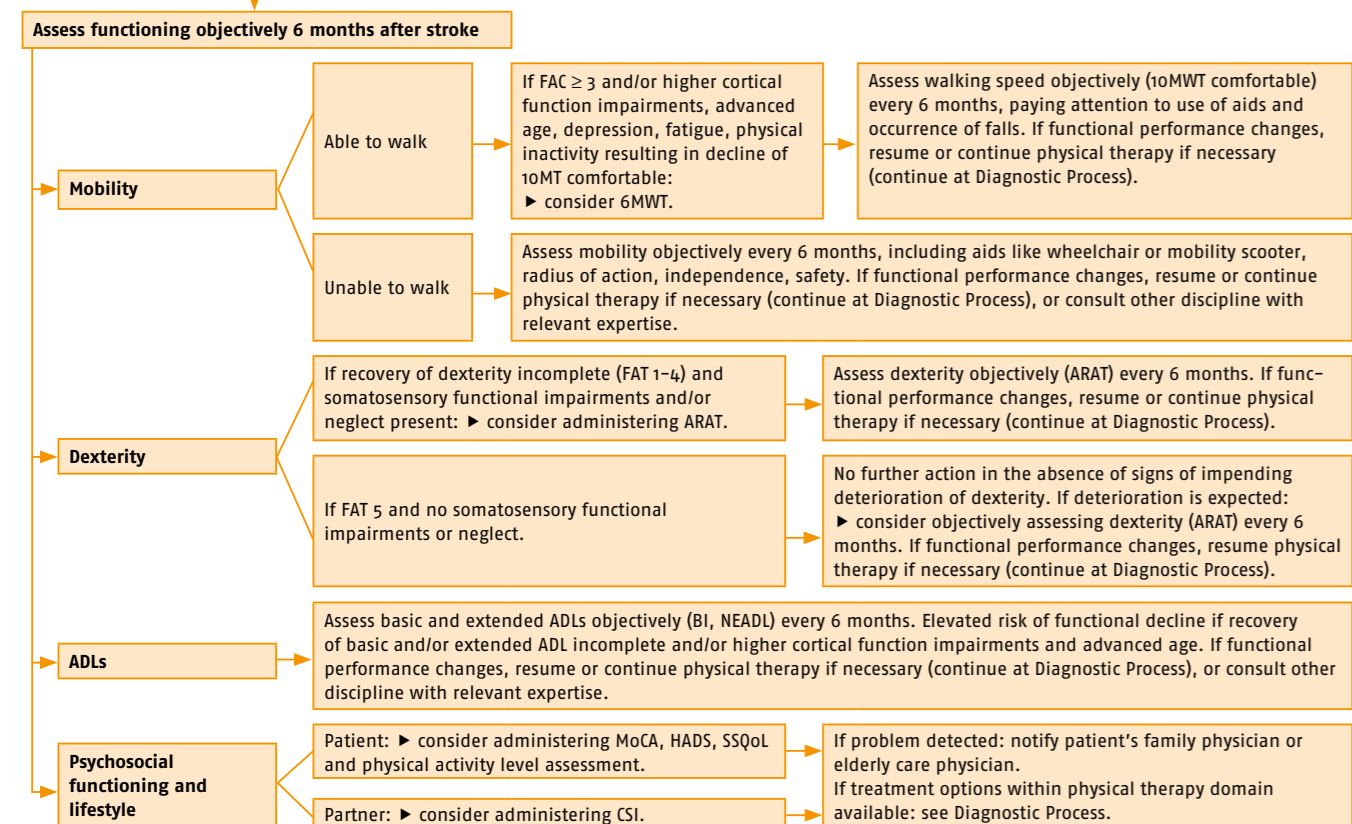 Assess functioning objectively 6 months after stroke
Mobility
Able to walk
If FAC ≥ 3 and/or higher cortical
function impairments, advanced
age, depression, fatigue, physical
inactivity resulting in decline of
10MT comfortable:
▶ consider 6MWT.
Assess walking speed objectively (10MWT comfortable)
every 6 months, paying attention to use of aids and
occurrence of falls. If functional performance changes,
resume or continue physical therapy if necessary
(continue at Diagnostic Process).
Unable to walk
Assess mobility objectively every 6 months, including aids like wheelchair or mobility scooter,
radius of action, independence, safety. If functional performance changes, resume or continue
physical therapy if necessary (continue at Diagnostic Process), or consult other discipline with
relevant expertise.
Dexterity
If recovery of dexterity incomplete (FAT 1–4) and
somatosensory functional impairments and/or
neglect present: ▶ consider administering ARAT.
Assess dexterity objectively (ARAT) every 6 months. If func-
tional performance changes, resume or continue physical
therapy if necessary (continue at Diagnostic Process).
If FAT 5 and no somatosensory functional
impairments or neglect.
No further action in the absence of signs of impending
deterioration of dexterity. If deterioration is expected:
▶ consider objectively assessing dexterity (ARAT) every 6
months. If functional performance changes, resume physical
therapy if necessary (continue at Diagnostic Process).
ADLs
Assess basic and extended ADLs objectively (BI, NEADL) every 6 months. Elevated risk of functional decline if recovery
of basic and/or extended ADL incomplete and/or higher cortical function impairments and advanced age. If functional
performance changes, resume or continue physical therapy if necessary (continue at Diagnostic Process), or consult other
discipline with relevant expertise.
Psychosocial
functioning and
lifestyle
Patient: ▶ consider administering MoCA, HADS, SSQoL
and physical activity level assessment.
Partner: ▶ consider administering CSI.
If problem detected: notify patient's family physician or
elderly care physician.
If treatment options within physical therapy domain
available: see Diagnostic Process.